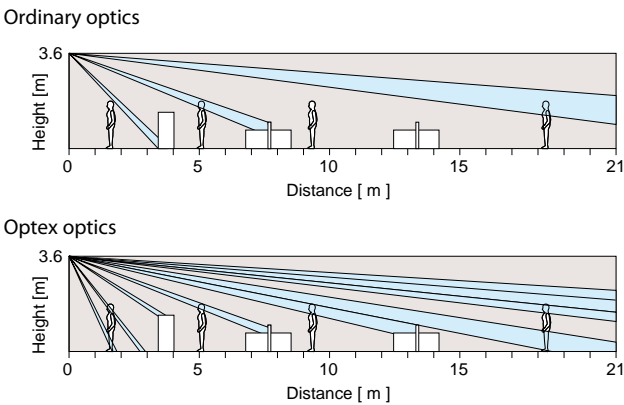 Ordinary optics
3.6
Height [m]
0 5 10 15 21
Distance [ m ]
Optex optics
3.6
Height [m]
0 5 10 15 21
Distance [ m ]